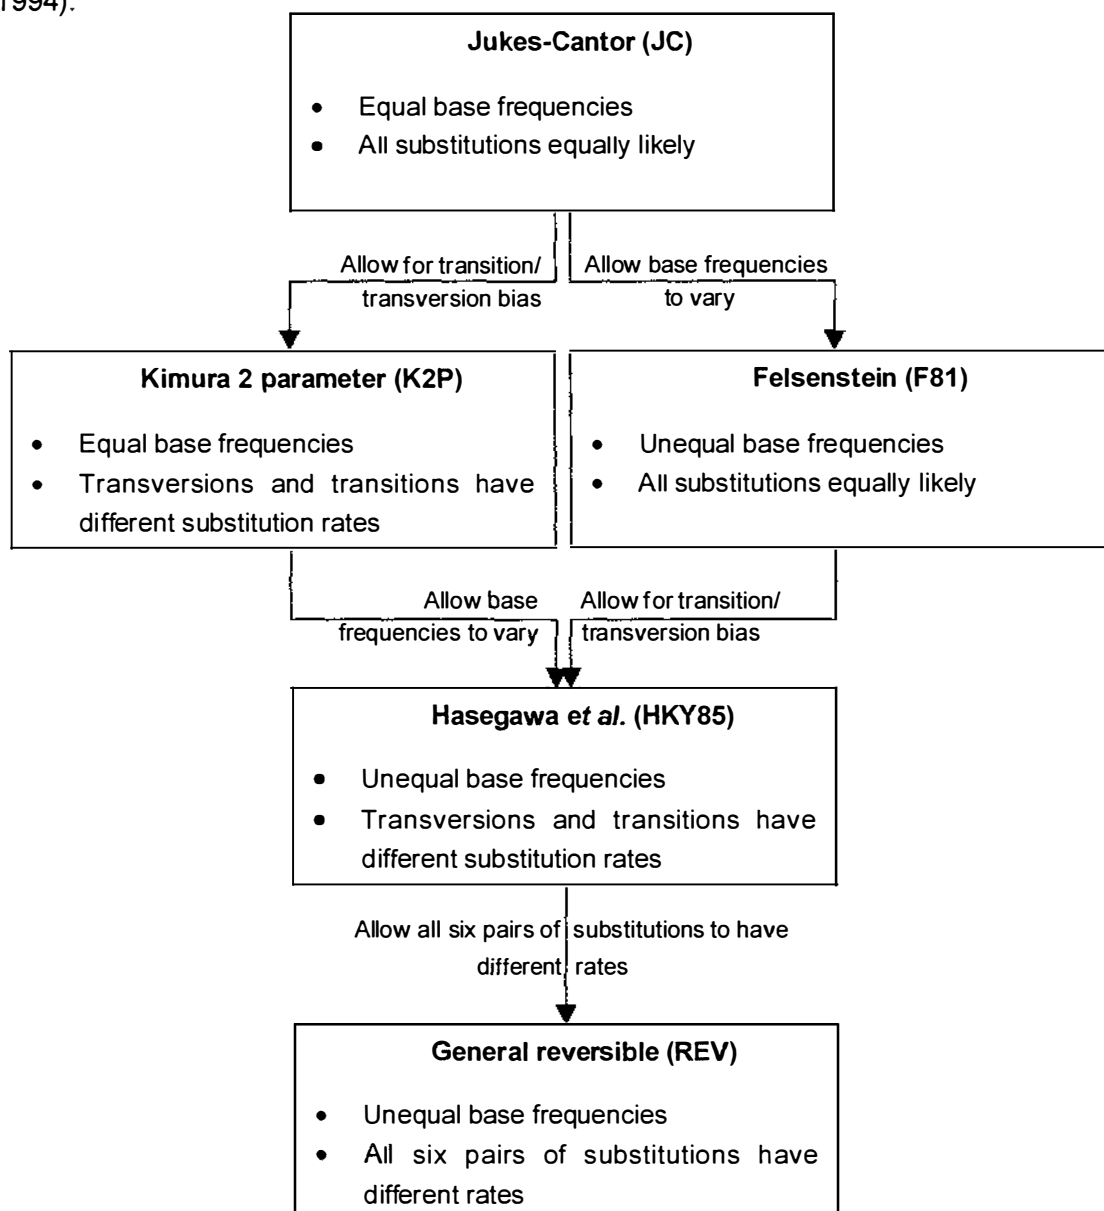 1994).
Jukes-Cantor (JC)
• Equal base frequencies
• All substitutions equally likely
Allow for transition/
transversion bias
Allow base frequencies
to vary
Kimura 2 parameter (K2P)
• Equal base frequencies
• Transversions and transitions have
different substitution rates
Felsenstein (F81)
• Unequal base frequencies
• All substitutions equally likely
Allow base
frequencies to vary
Allow for transition/
transversion bias
Hasegawa et al. (HKY85)
• Unequal base frequencies
• Transversions and transitions have
different substitution rates
Allow all six pairs of substitutions to have
different rates
General reversible (REV)
• Unequal base frequencies
• All six pairs of substitutions have
different rates